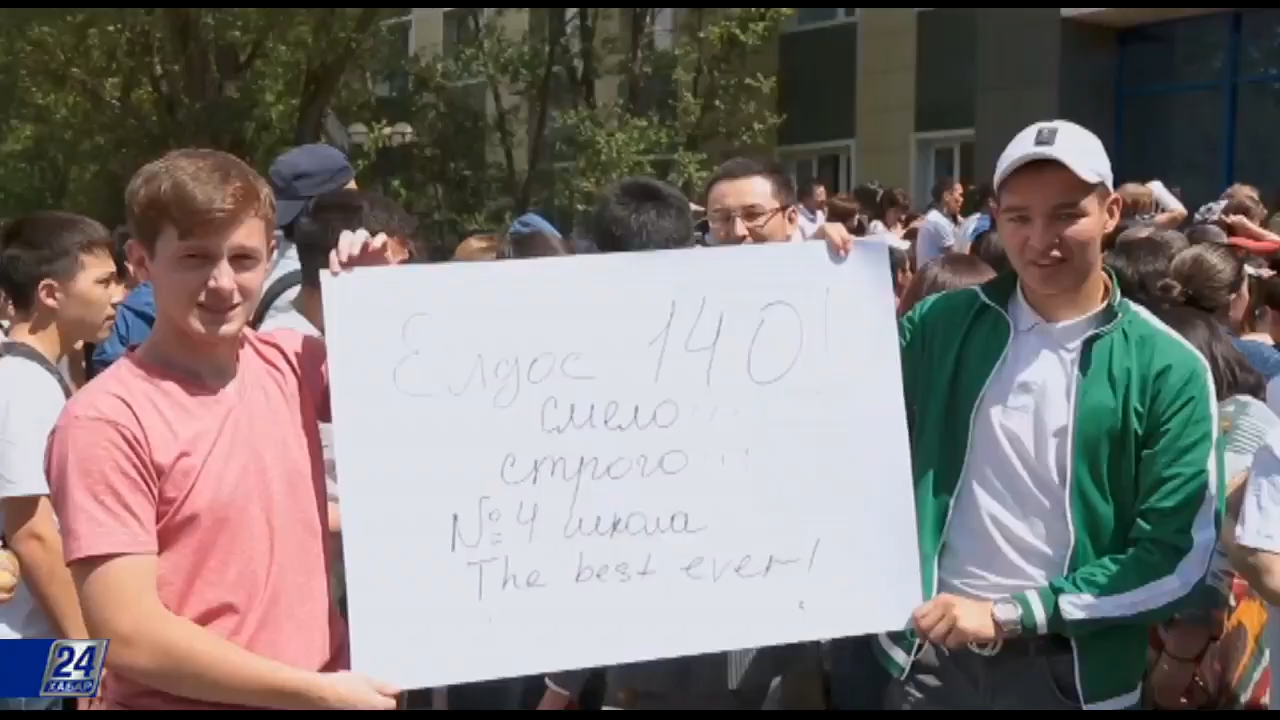 Елдос 140!
смело!!!
строго!!!
№4 школа
The best ever!
24
ХАБАР